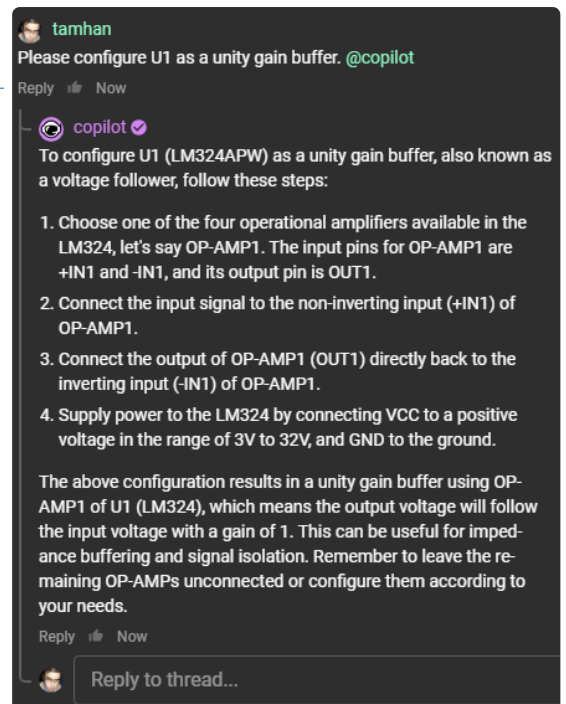 tamhan
Please configure U1 as a unity gain buffer. @copilot
Reply Now
copilot
To configure U1 (LM324APW) as a unity gain buffer, also known as
a voltage follower, follow these steps:
1. Choose one of the four operational amplifiers available in the
LM324, let's say OP-AMP1. The input pins for OP-AMP1 are
+IN1 and -IN1, and its output pin is OUT1.
2. Connect the input signal to the non-inverting input (+IN1) of
OP-AMP1.
3. Connect the output of OP-AMP1 (OUT1) directly back to the
inverting input (-IN1) of OP-AMP1.
4. Supply power to the LM324 by connecting VCC to a positive
voltage in the range of 3V to 32V, and GND to the ground.
The above configuration results in a unity gain buffer using OP-
AMP1 of U1 (LM324), which means the output voltage will follow
the input voltage with a gain of 1. This can be useful for imped-
ance buffering and signal isolation. Remember to leave the re-
maining OP-AMPs unconnected or configure them according to
your needs.
Reply Now
Reply to thread...